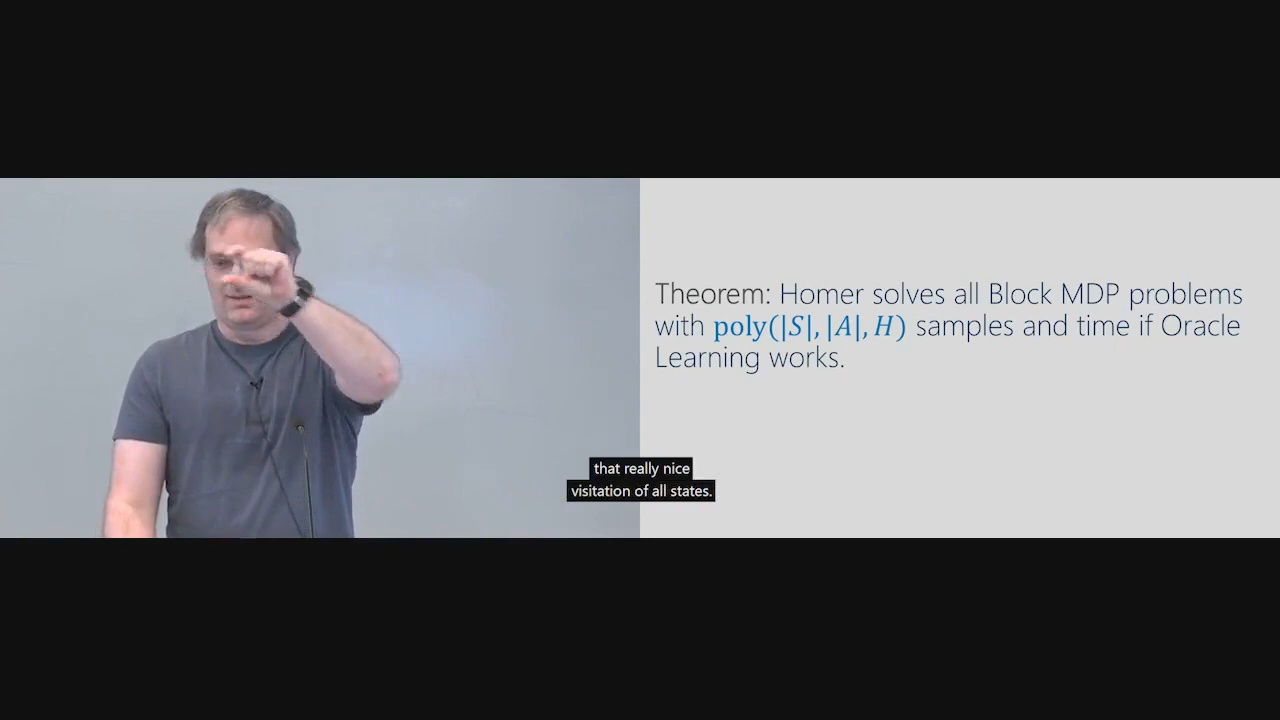 Theorem: Homer solves all Block MDP problems
with poly(|S|, |A|, H) samples and time if Oracle
Learning works.
that really nice
visitation of all states.